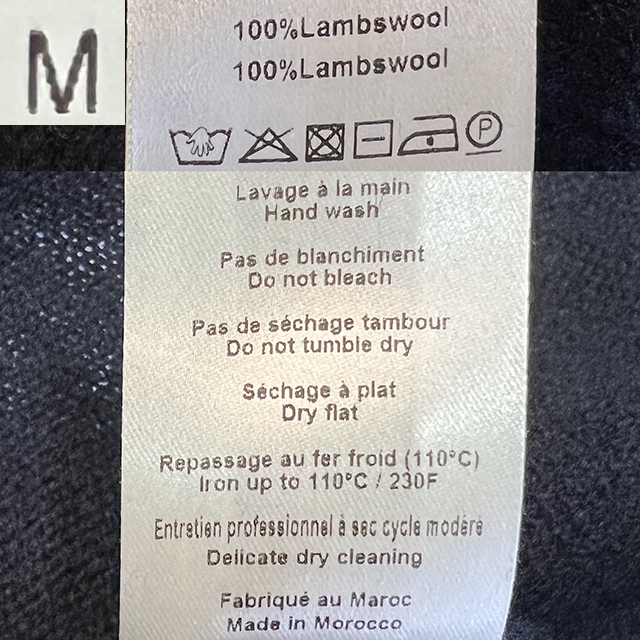 M
100%Lambswool
100%Lambswool
P
Lavage à la main
Hand wash
Pas de blanchiment
Do not bleach
Pas de séchage tambour
Do not tumble dry
Séchage à plat
Dry flat
Repassage au fer froid (110°C)
Iron up to 110°C / 230F
Entretien professionnel à sec cycle modéré
Delicate dry cleaning
Fabriqué au Maroc
Made in Morocco